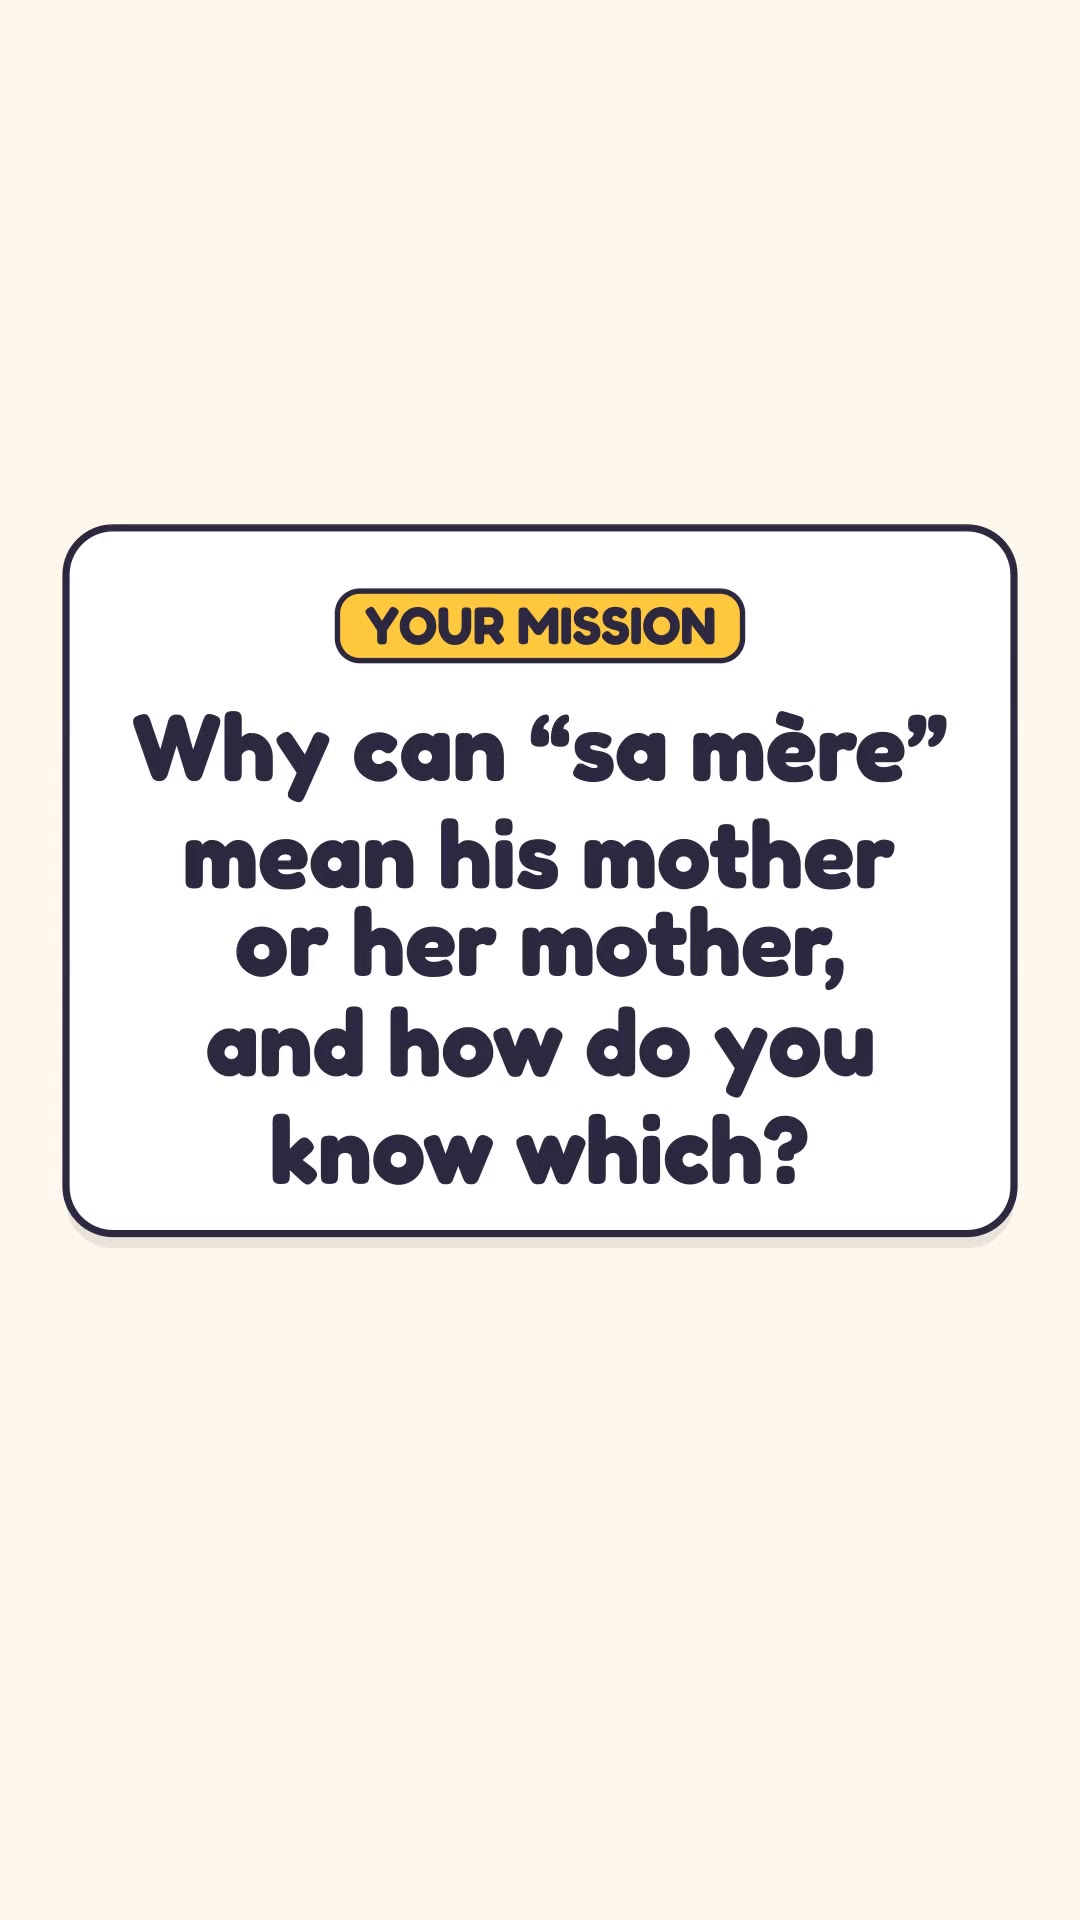 YOUR MISSION
Why can “sa mère”
mean his mother
or her mother,
and how do you
know which?